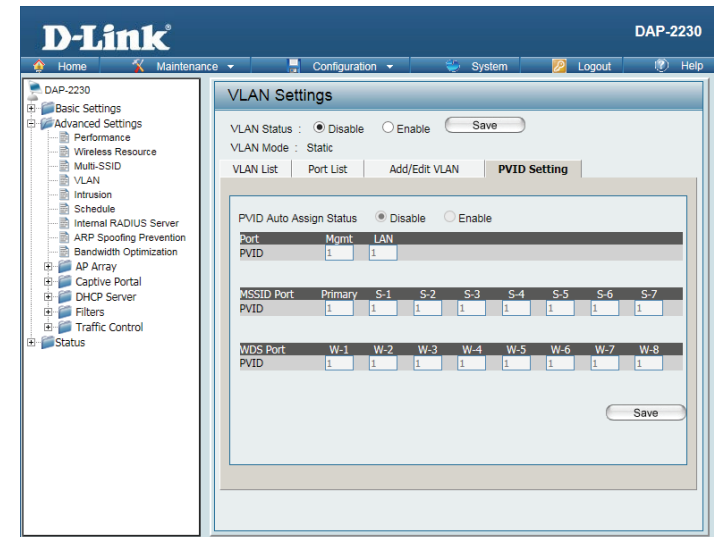 D-Link®
DAP-2230
Home Maintenance Configuration System Logout Help
DAP-2230
Basic Settings
Advanced Settings
Performance
Wireless Resource
Multi-SSID
VLAN
Intrusion
Schedule
Internal RADIUS Server
ARP Spoofing Prevention
Bandwidth Optimization
AP Array
Captive Portal
DHCP Server
Filters
Traffic Control
Status
VLAN Settings
VLAN Status : Disable Enable Save
VLAN Mode : Static
VLAN List Port List Add/Edit VLAN PVID Setting
PVID Auto Assign Status Disable Enable
Port Mgmt LAN
PVID 1 1
MSSID Port Primary S-1 S-2 S-3 S-4 S-5 S-6 S-7
PVID 1 1 1 1 1 1 1 1
WDS Port W-1 W-2 W-3 W-4 W-5 W-6 W-7 W-8
PVID 1 1 1 1 1 1 1 1
Save